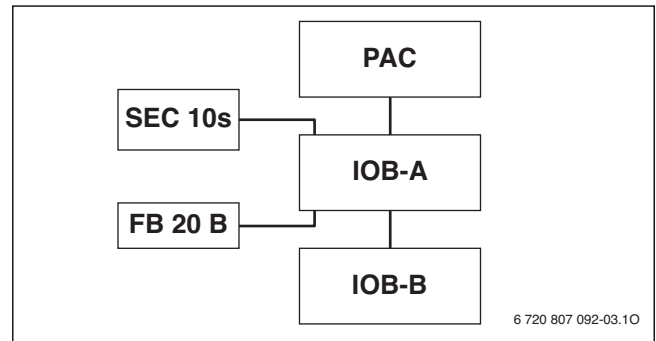 PAC
SEC 10s
IOB-A
FB 20 B
IOB-B
6 720 807 092-03.1O